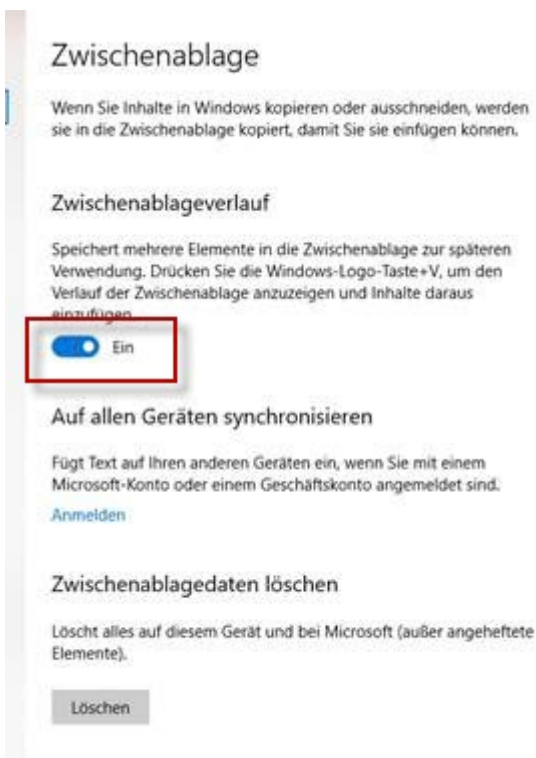 Zwischenablage
Wenn Sie Inhalte in Windows kopieren oder ausschneiden, werden
sie in die Zwischenablage kopiert, damit Sie sie einfügen können.
Zwischenablageverlauf
Speichert mehrere Elemente in die Zwischenablage zur späteren
Verwendung. Drücken Sie die Windows-Logo-Taste+V, um den
Verlauf der Zwischenablage anzuzeigen und Inhalte daraus
einzufügen.
Ein
Auf allen Geräten synchronisieren
Fügt Text auf Ihren anderen Geräten ein, wenn Sie mit einem
Microsoft-Konto oder einem Geschäftskonto angemeldet sind.
Anmelden
Zwischenablagedaten löschen
Löscht alles auf diesem Gerät und bei Microsoft (außer angeheftete
Elemente).
Löschen